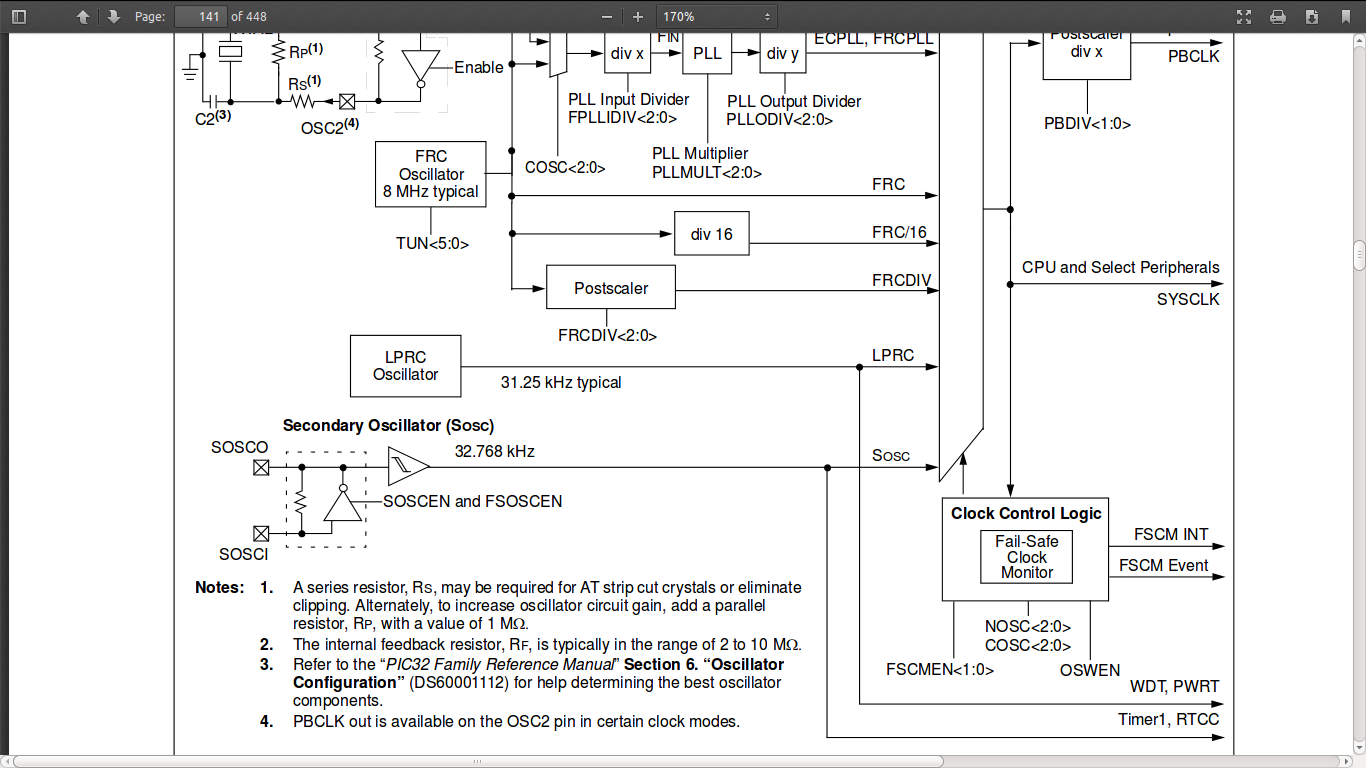 Page: 141 of 448
170%
RP(1)
RS(1)
C2(3)
OSC2(4)
Enable
FIN
div x
PLL
div y
ECPLL, FRCPLL
PLL Input Divider
FPLLIDIV<2:0>
PLL Output Divider
PLLODIV<2:0>
PLL Multiplier
PLLMULT<2:0>
COSC<2:0>
Postscaler
div x
PBCLK
PBDIV<1:0>
FRC
Oscillator
8 MHz typical
TUN<5:0>
FRC
div 16
FRC/16
Postscaler
FRCDIV
FRCDIV<2:0>
CPU and Select Peripherals
SYSCLK
LPRC
Oscillator
31.25 kHz typical
LPRC
Secondary Oscillator (SOSC)
SOSCO
32.768 kHz
SOSC
SOSCEN and FSOSCEN
SOSCI
Clock Control Logic
Fail-Safe
Clock
Monitor
FSCM INT
FSCM Event
NOSC<2:0>
COSC<2:0>
FSCMEN<1:0>
OSWEN
WDT, PWRT
Timer1, RTCC
Notes: 1. A series resistor, RS, may be required for AT strip cut crystals or eliminate
clipping. Alternately, to increase oscillator circuit gain, add a parallel
resistor, RP, with a value of 1 MΩ.
2. The internal feedback resistor, RF, is typically in the range of 2 to 10 MΩ.
3. Refer to the “PIC32 Family Reference Manual” Section 6. “Oscillator
Configuration” (DS60001112) for help determining the best oscillator
components.
4. PBCLK out is available on the OSC2 pin in certain clock modes.